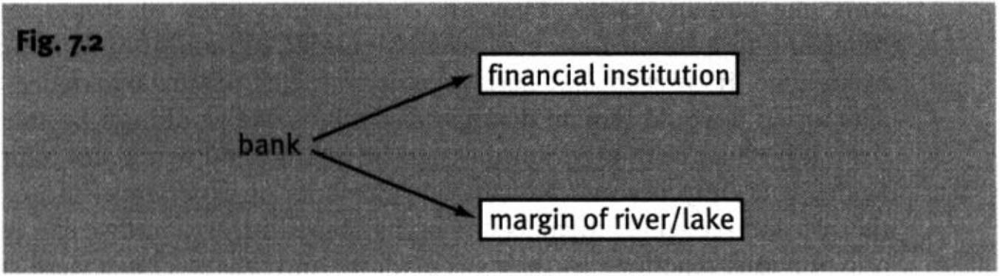 Fig. 7.2
financial institution
bank
margin of river/lake